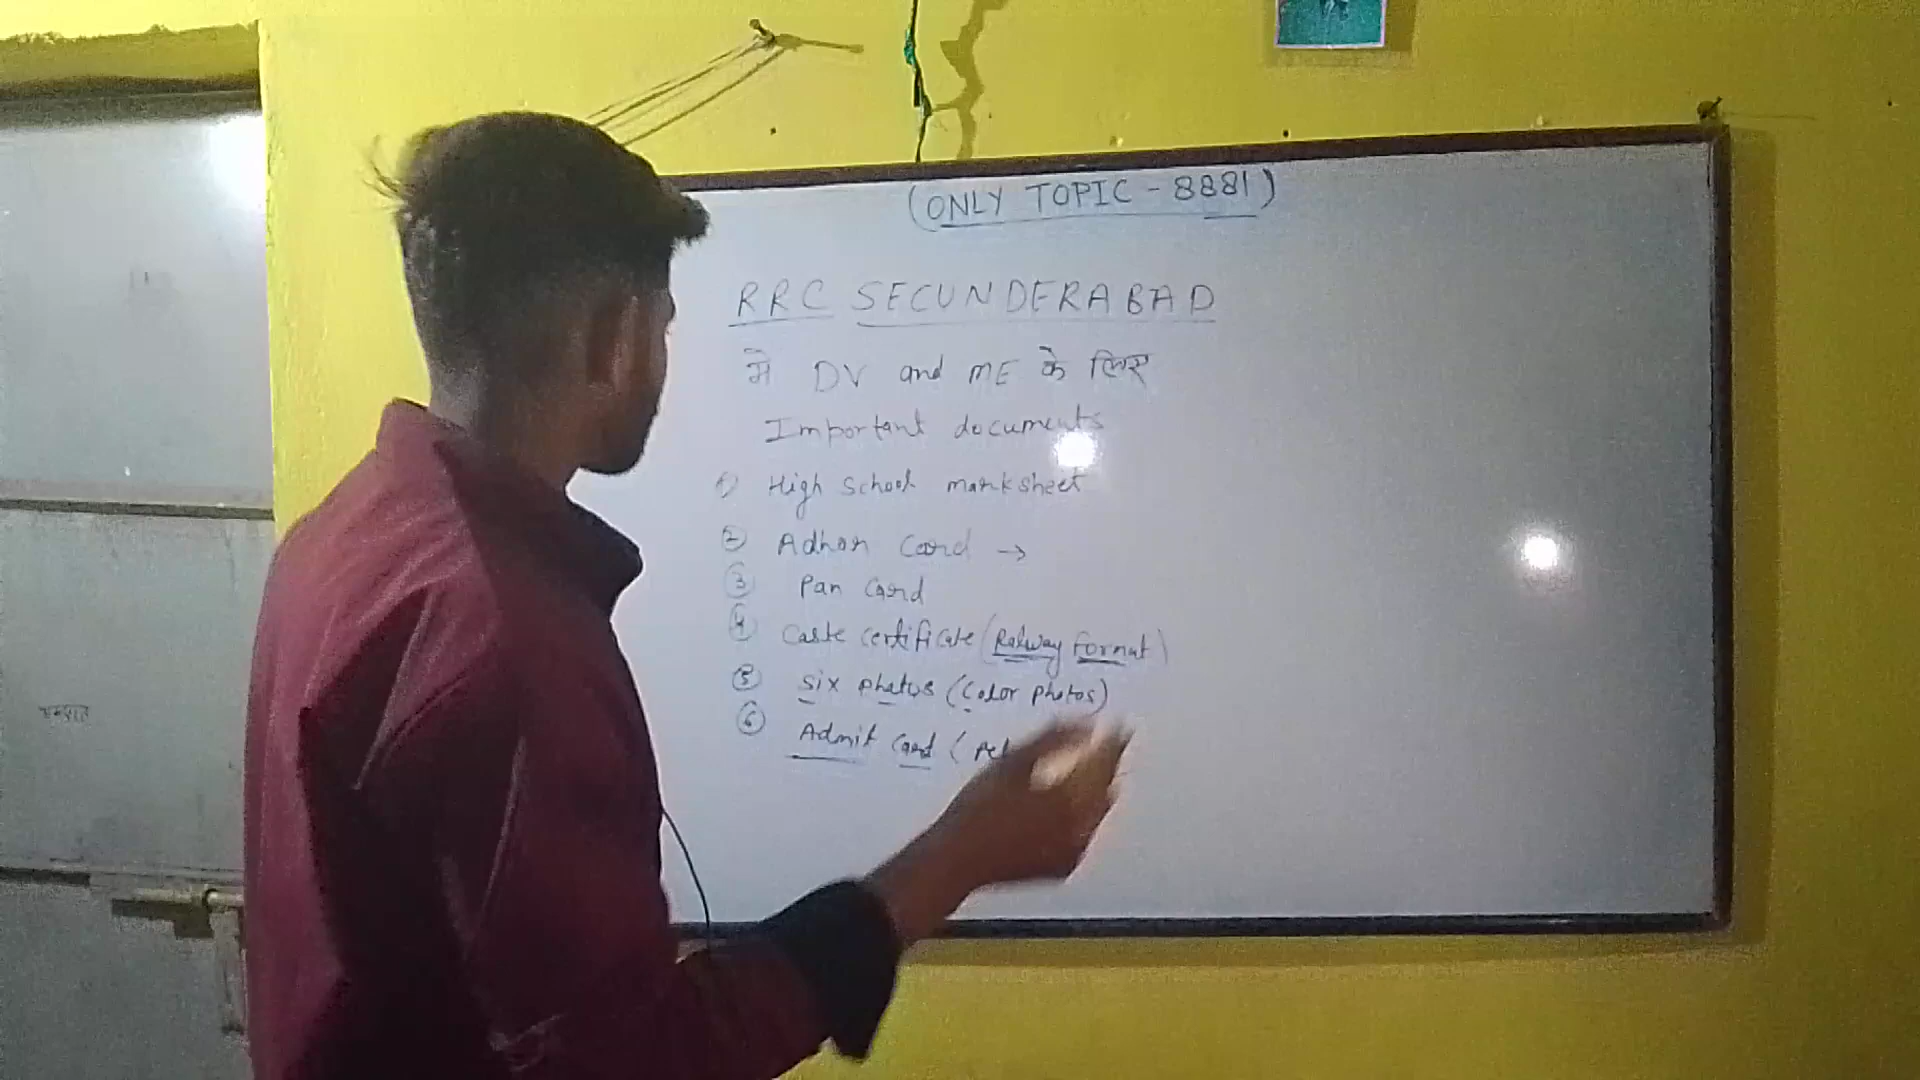 (ONLY TOPIC - 8881)
RRC SECUNDERABAD
मे DV and ME के लिए
Important documents
① High School marksheet
② Adhar Card →
③ Pan Card
④ Caste certificate (Railway format)
⑤ six photos (Color photos)
⑥ Admit Card (